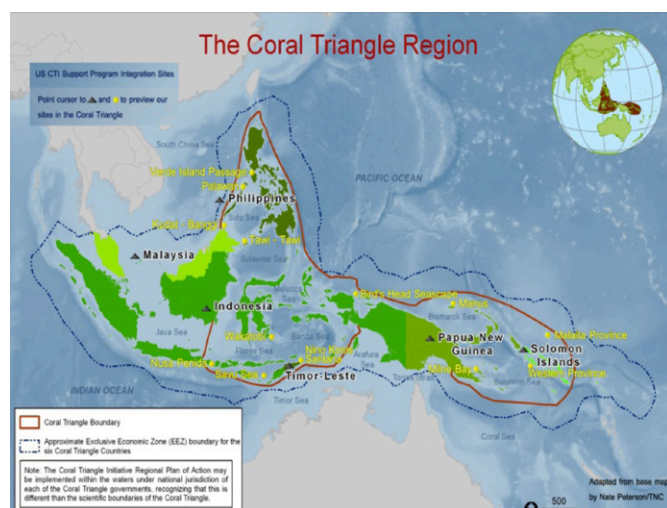 The Coral Triangle Region
US CTI Support Program Integration Sites
Point cursor to and to preview our
sites in the Coral Triangle
South China Sea
Verde Island Passage
Palawan
Philippines
PACIFIC OCEAN
Sulu Sea
Kudat - Banggi
Tawi - Tawi
Malaysia
Sulawesi Sea
Molucca
Sea
Bird's Head Seascape
Manus
Indonesia
Bismarck Sea
Malaita Province
Java Sea
Wakatobi
Banda Sea
Papua New
Guinea
Solomon
Islands
Flores Sea
Nino Konis
Santana
Arafura
Sea
Nusa Penida
Savu Sea
Timor-Leste
Milne Bay
Western Province
Torres Strait
Solomon Sea
INDIAN OCEAN
Timor Sea
Coral Sea
Coral Triangle Boundary
Approximate Exclusive Economic Zone (EEZ) boundary for the
six Coral Triangle Countries
Note: The Coral Triangle Initiative Regional Plan of Action may
be implemented within the waters under national jurisdiction of
each of the Coral Triangle governments, recognizing that this is
different than the scientific boundaries of the Coral Triangle.
Adapted from base map
by Nate Peterson/TNC
0 500